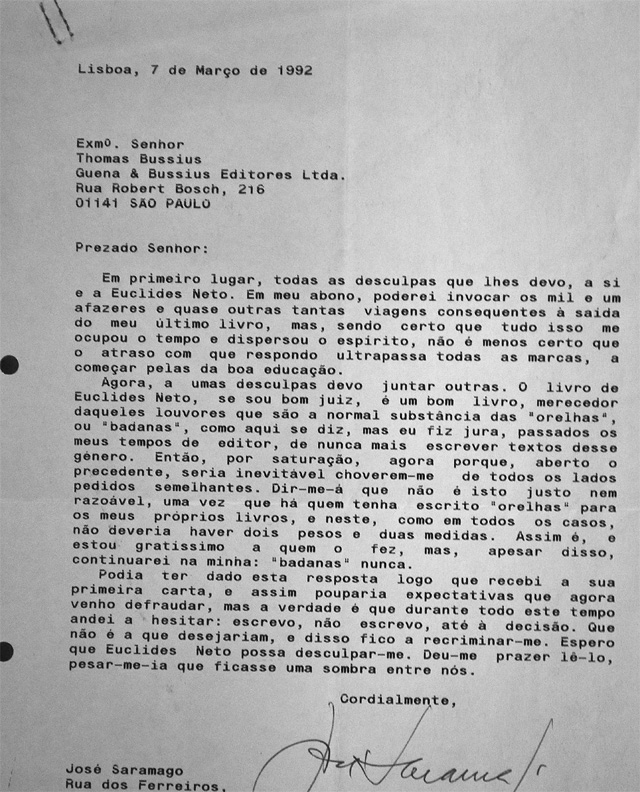 Lisboa, 7 de Março de 1992
Exmº. Senhor
Thomas Bussius
Guena & Bussius Editores Ltda.
Rua Robert Bosch, 216
01141 SÃO PAULO
Prezado Senhor:
Em primeiro lugar, todas as desculpas que lhes devo, a si
e a Euclides Neto. Em meu abono, poderei invocar os mil e um
afazeres e quase outras tantas viagens consequentes à saída
do meu último livro, mas, sendo certo que tudo isso me
ocupou o tempo e dispersou o espírito, não é menos certo que
o atraso com que respondo ultrapassa todas as marcas, a
começar pelas da boa educação.
Agora, a umas desculpas devo juntar outras. O livro de
Euclides Neto, se sou bom juiz, é um bom livro, merecedor
daqueles louvores que são a normal substância das "orelhas",
ou "badanas", como aqui se diz, mas eu fiz jura, passados os
meus tempos de editor, de nunca mais escrever textos desse
género. Então, por saturação, agora porque, aberto o
precedente, seria inevitável choverem-me de todos os lados
pedidos semelhantes. Dir-me-á que não é isto justo nem
razoável, uma vez que há quem tenha escrito "orelhas" para
os meus próprios livros, e neste, como em todos os casos,
não deveria haver dois pesos e duas medidas. Assim é, e
estou gratíssimo a quem o fez, mas, apesar disso,
continuarei na minha: "badanas" nunca.
Podia ter dado esta resposta logo que recebi a sua
primeira carta, e assim pouparia expectativas que agora
venho defraudar, mas a verdade é que durante todo este tempo
andei a hesitar: escrevo, não escrevo, até à decisão. Que
não é a que desejariam, e disso fico a recriminar-me. Espero
que Euclides Neto possa desculpar-me. Deu-me prazer lê-lo,
pesar-me-ia que ficasse uma sombra entre nós.
Cordialmente,
José Saramago
José Saramago
Rua dos Ferreiros,